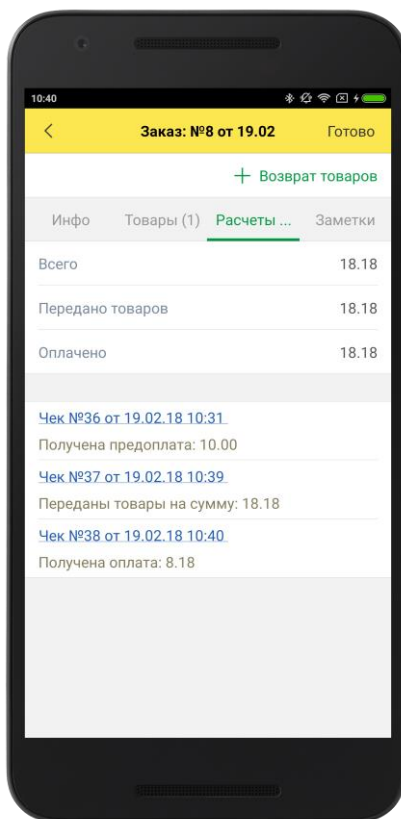 10:40
Заказ: №8 от 19.02
Готово
+ Возврат товаров
Инфо Товары (1) Расчеты ... Заметки
Всего 18.18
Передано товаров 18.18
Оплачено 18.18
Чек №36 от 19.02.18 10:31
Получена предоплата: 10.00
Чек №37 от 19.02.18 10:39
Переданы товары на сумму: 18.18
Чек №38 от 19.02.18 10:40
Получена оплата: 8.18